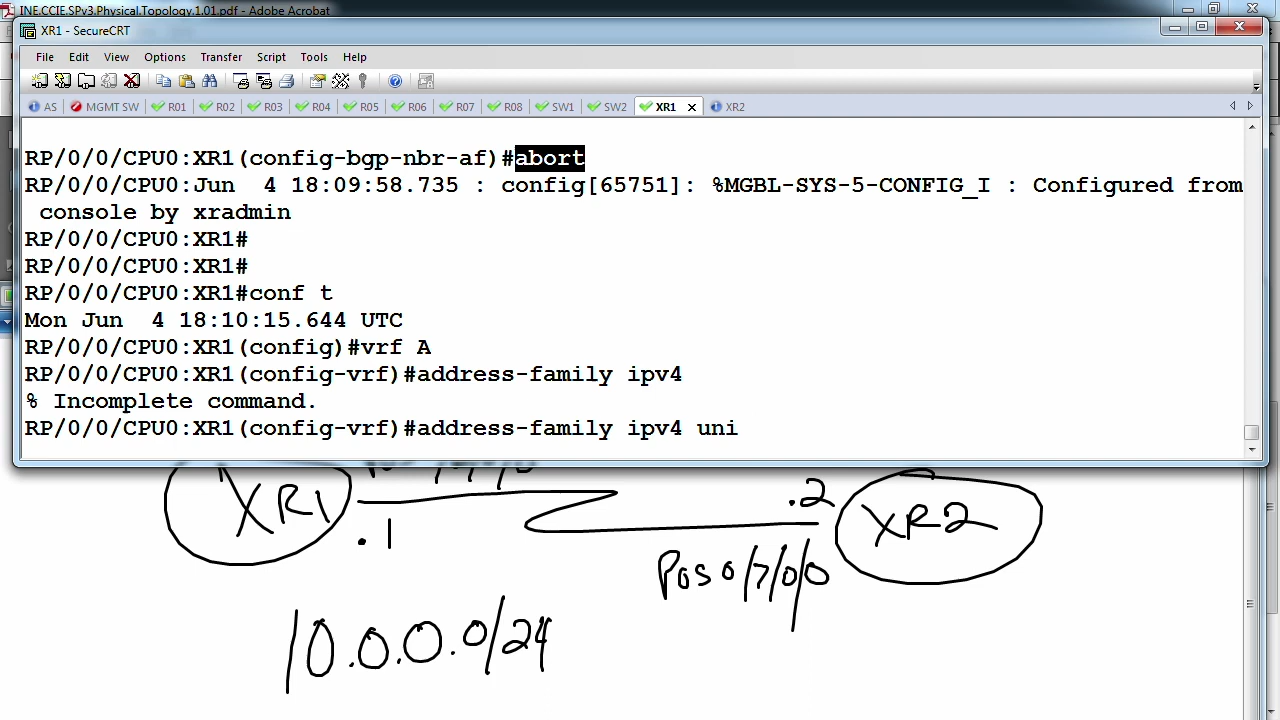 INE.CCIE.SPv3.Physical.Topology.1.01.pdf - Adobe Acrobat
XR1 - SecureCRT
File Edit View Options Transfer Script Tools Help
AS MGMT SW R01 R02 R03 R04 R05 R06 R07 R08 SW1 SW2 XR1 XR2
RP/0/0/CPU0:XR1(config-bgp-nbr-af)#abort
RP/0/0/CPU0:Jun  4 18:09:58.735 : config[65751]: %MGBL-SYS-5-CONFIG_I : Configured from
console by xradmin
RP/0/0/CPU0:XR1#
RP/0/0/CPU0:XR1#
RP/0/0/CPU0:XR1#conf t
Mon Jun  4 18:10:15.644 UTC
RP/0/0/CPU0:XR1(config)#vrf A
RP/0/0/CPU0:XR1(config-vrf)#address-family ipv4
% Incomplete command.
RP/0/0/CPU0:XR1(config-vrf)#address-family ipv4 uni
XR1 .1 .2 XR2
Pos 0/7/0/0
10.0.0.0/24